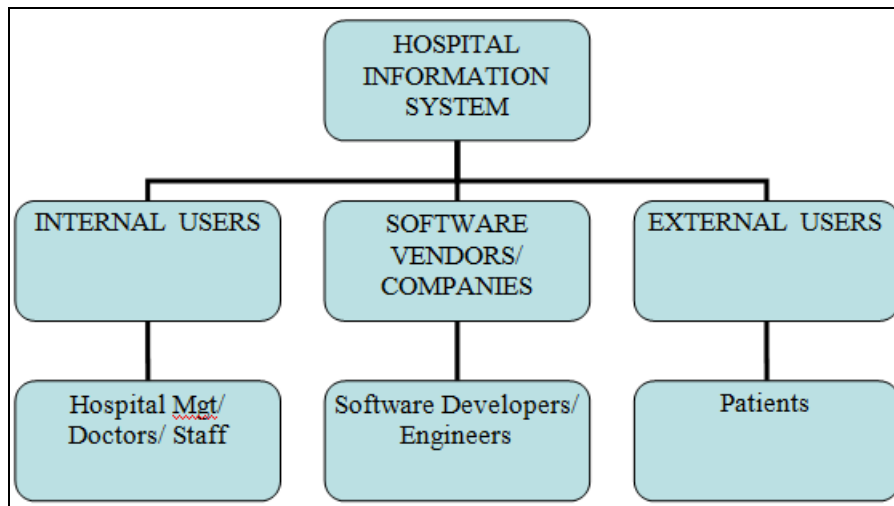 HOSPITAL
INFORMATION
SYSTEM
INTERNAL USERS
SOFTWARE
VENDORS/
COMPANIES
EXTERNAL USERS
Hospital Mgt/
Doctors/ Staff
Software Developers/
Engineers
Patients